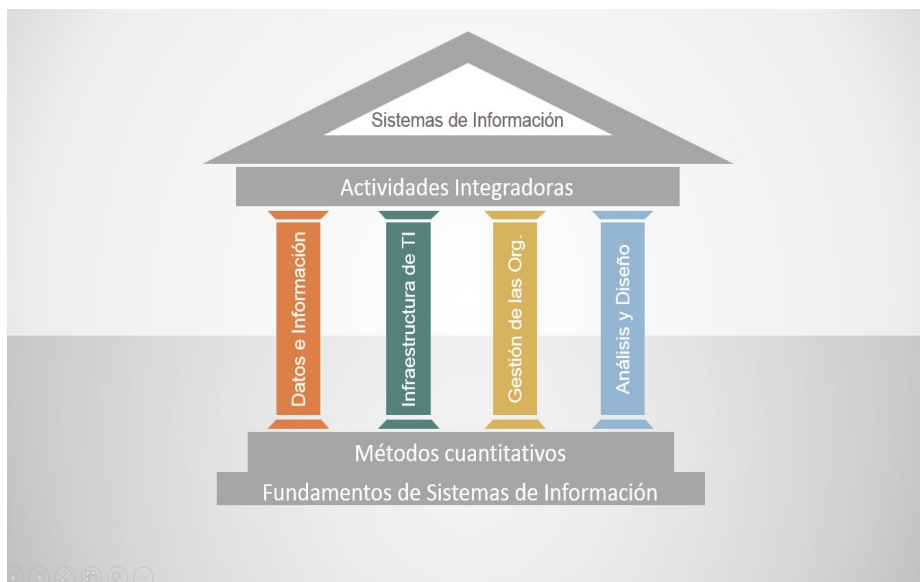 Sistemas de Información
Actividades Integradoras
Datos e Información
Infraestructura de TI
Gestión de las Org.
Análisis y Diseño
Métodos cuantitativos
Fundamentos de Sistemas de Información